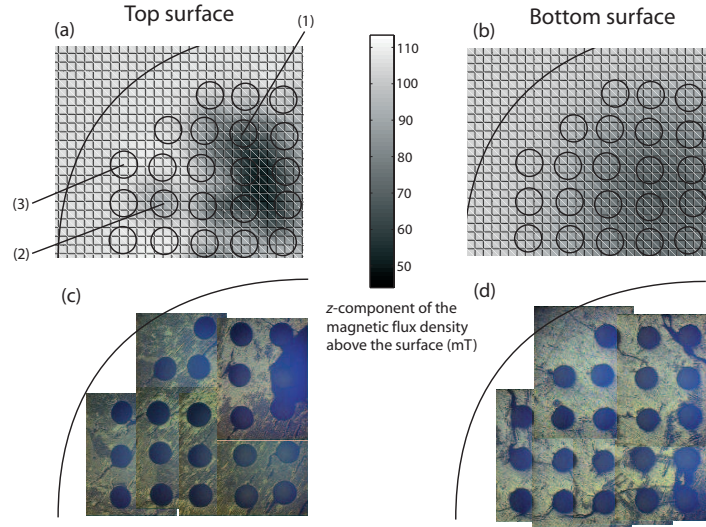 Top surface
Bottom surface
(a)
(1)
(b)
110
100
90
80
70
60
50
(3)
(2)
(c)
z-component of the
magnetic flux density
above the surface (mT)
(d)